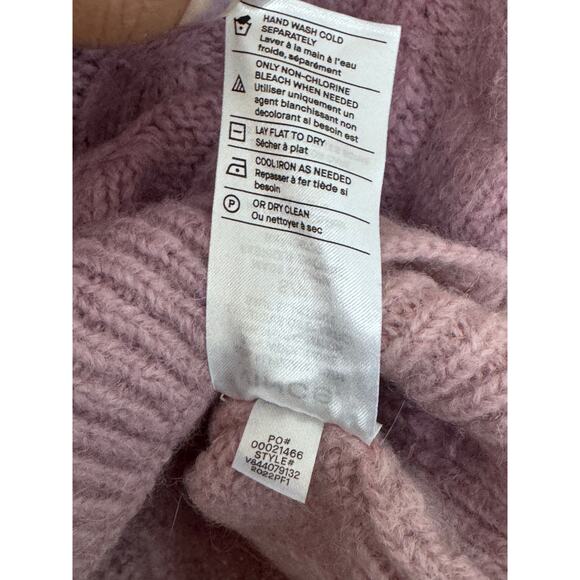 HAND WASH COLD
SEPARATELY
Laver à la main à l'eau
froide, séparément
ONLY NON-CHLORINE
BLEACH WHEN NEEDED
Utiliser uniquement un
agent blanchissant non
decolorant si besoin est
LAY FLAT TO DRY
Sécher à plat
COOL IRON AS NEEDED
Repasser à fer tiède si
besoin
P
OR DRY CLEAN
Ou nettoyer à sec
PO#
00021466
STYLE#
V844079132
2022PF1